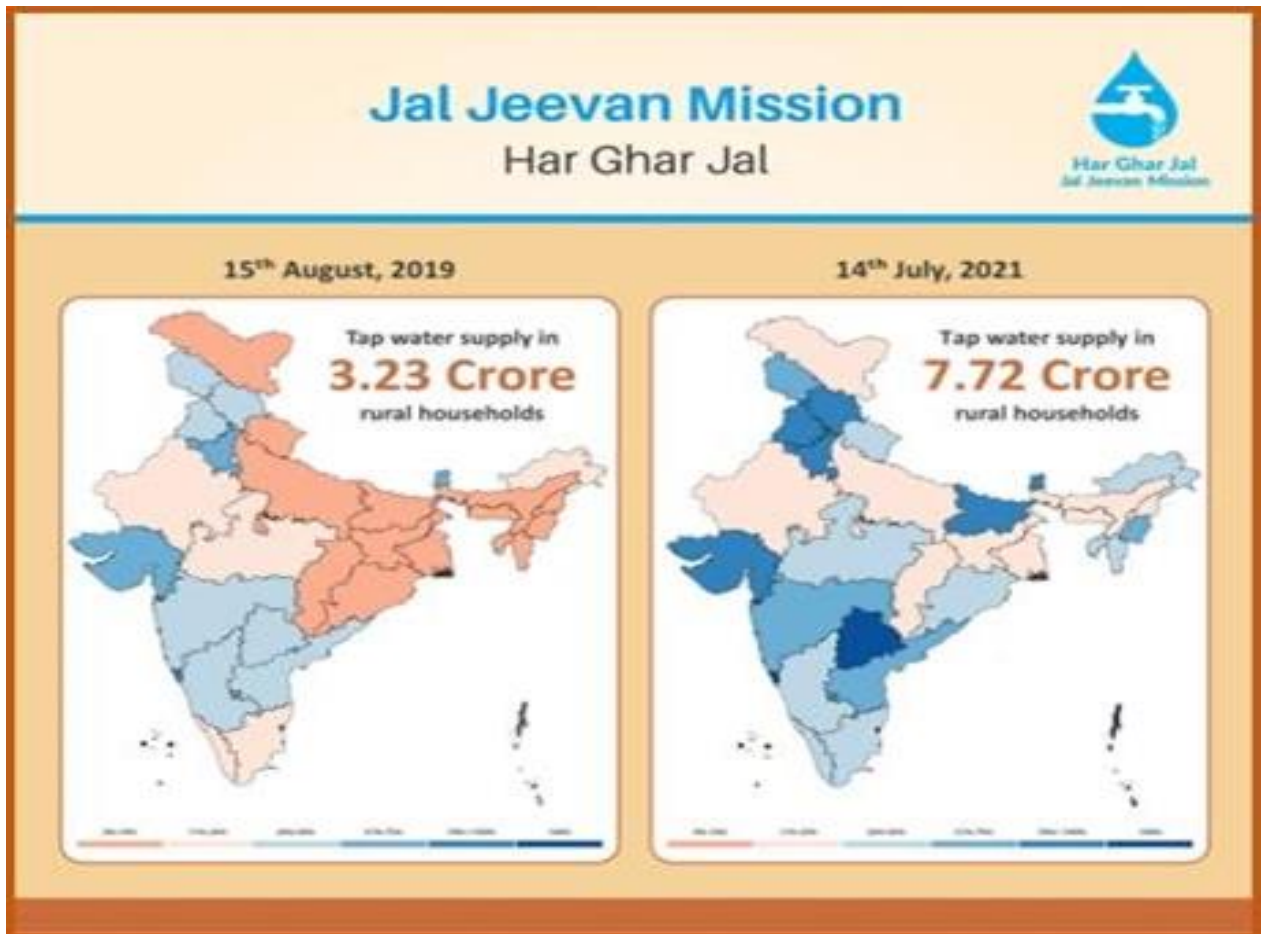 Jal Jeevan Mission
Har Ghar Jal
Har Ghar Jal
Jal Jeevan Mission
15th August, 2019
Tap water supply in
3.23 Crore
rural households
14th July, 2021
Tap water supply in
7.72 Crore
rural households